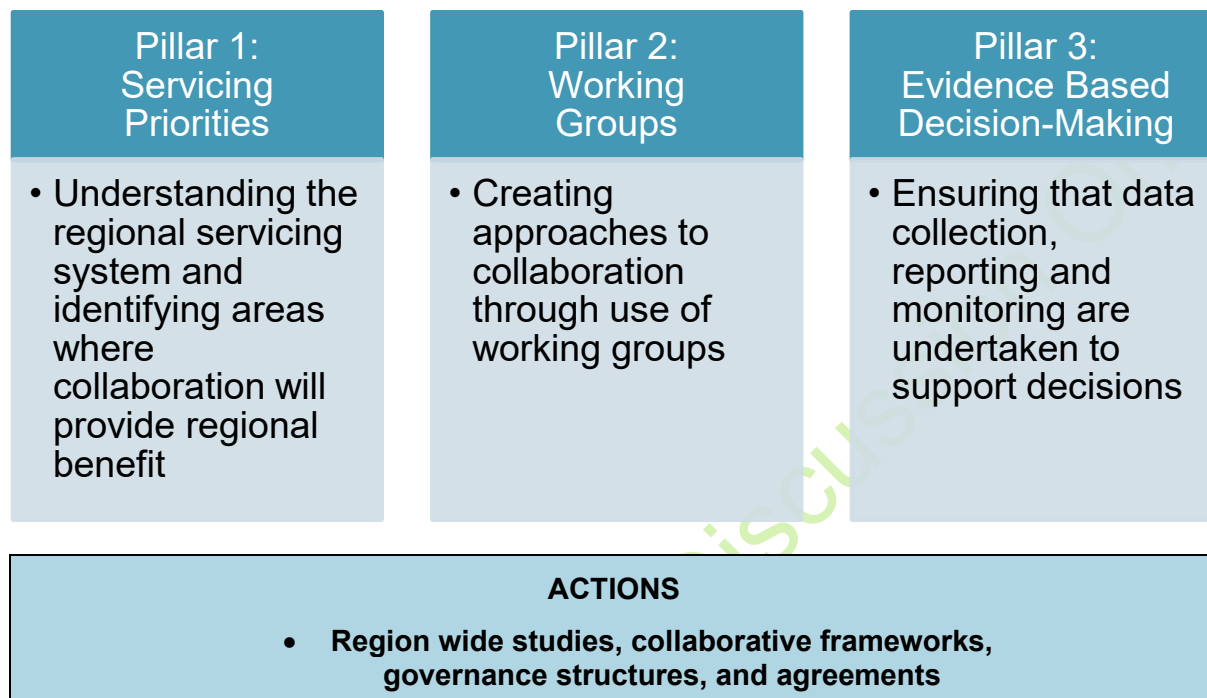 Pillar 1:
Servicing
Priorities
• Understanding the
regional servicing
system and
identifying areas
where
collaboration will
provide regional
benefit
Pillar 2:
Working
Groups
• Creating
approaches to
collaboration
through use of
working groups
Pillar 3:
Evidence Based
Decision-Making
• Ensuring that data
collection,
reporting and
monitoring are
undertaken to
support decisions
ACTIONS
• Region wide studies, collaborative frameworks,
governance structures, and agreements